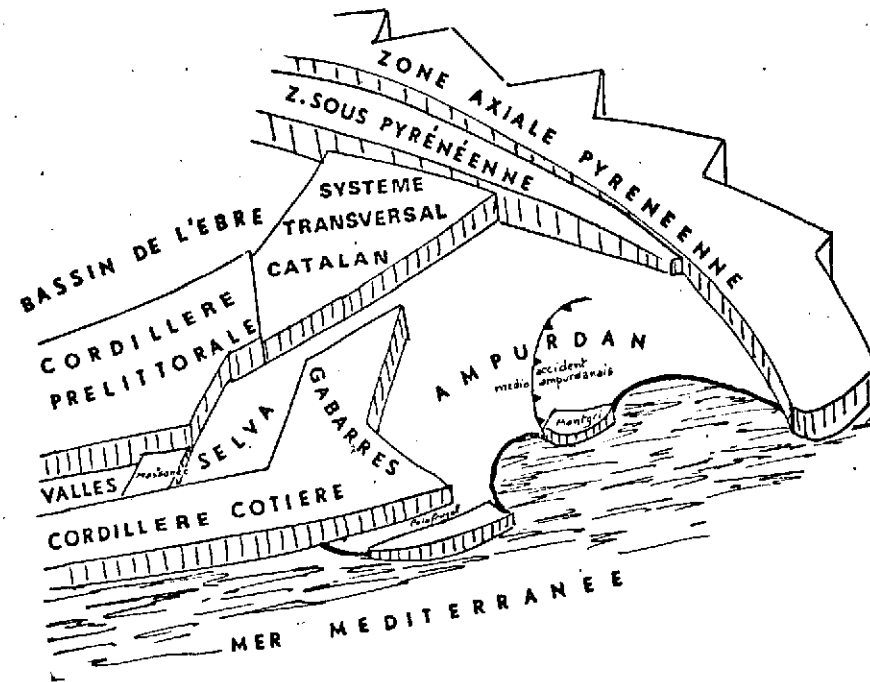 ZONE AXIALE PYRENEENNE
Z. SOUS PYRÉNÉENNE
SYSTEME
TRANSVERSAL
CATALAN
BASSIN DE L'EBRE
CORDILLERE
PRELITTORALE
AMPURDAN
accident
medio ampurdanais
Montgri
GABARRES
SELVA
VALLES
CORDILLERE COTIERE
Palafrugell
MER MEDITERRANEE